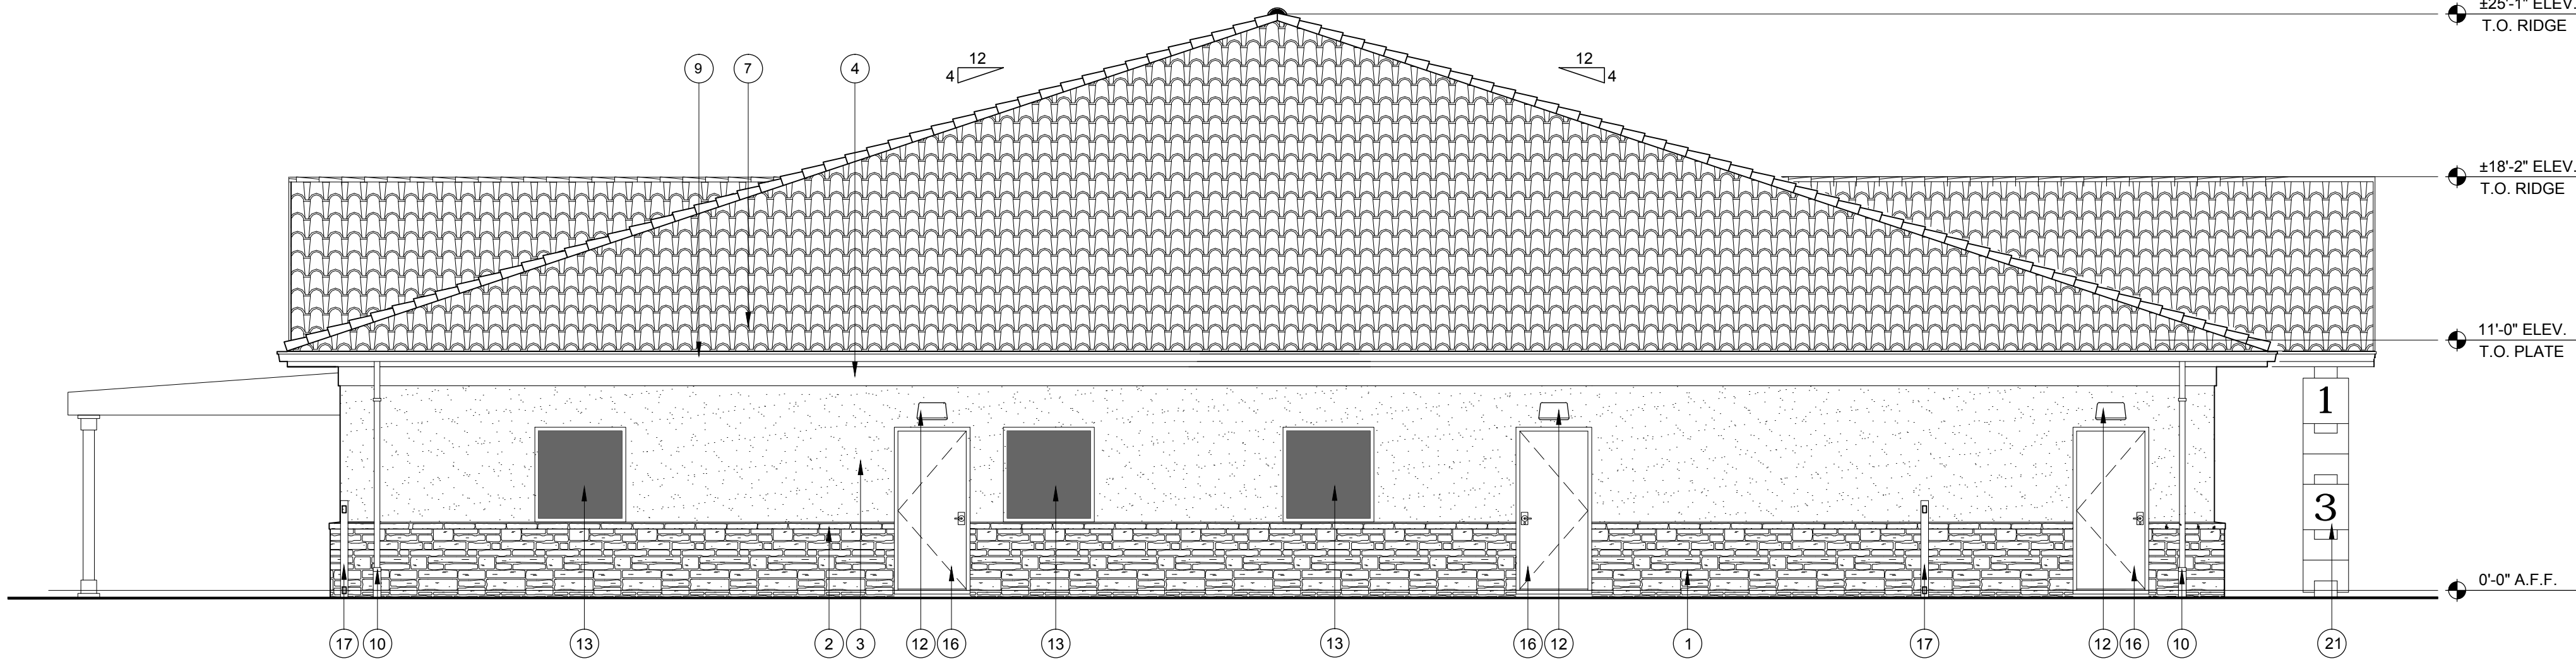 ±25'-1" ELEV.
T.O. RIDGE
9 7 4
12
4
12
4
±18'-2" ELEV.
T.O. RIDGE
11'-0" ELEV.
T.O. PLATE
1
3
0'-0" A.F.F.
17 10 13 2 3 12 16 13 13 16 12 1 17 12 16 10 21